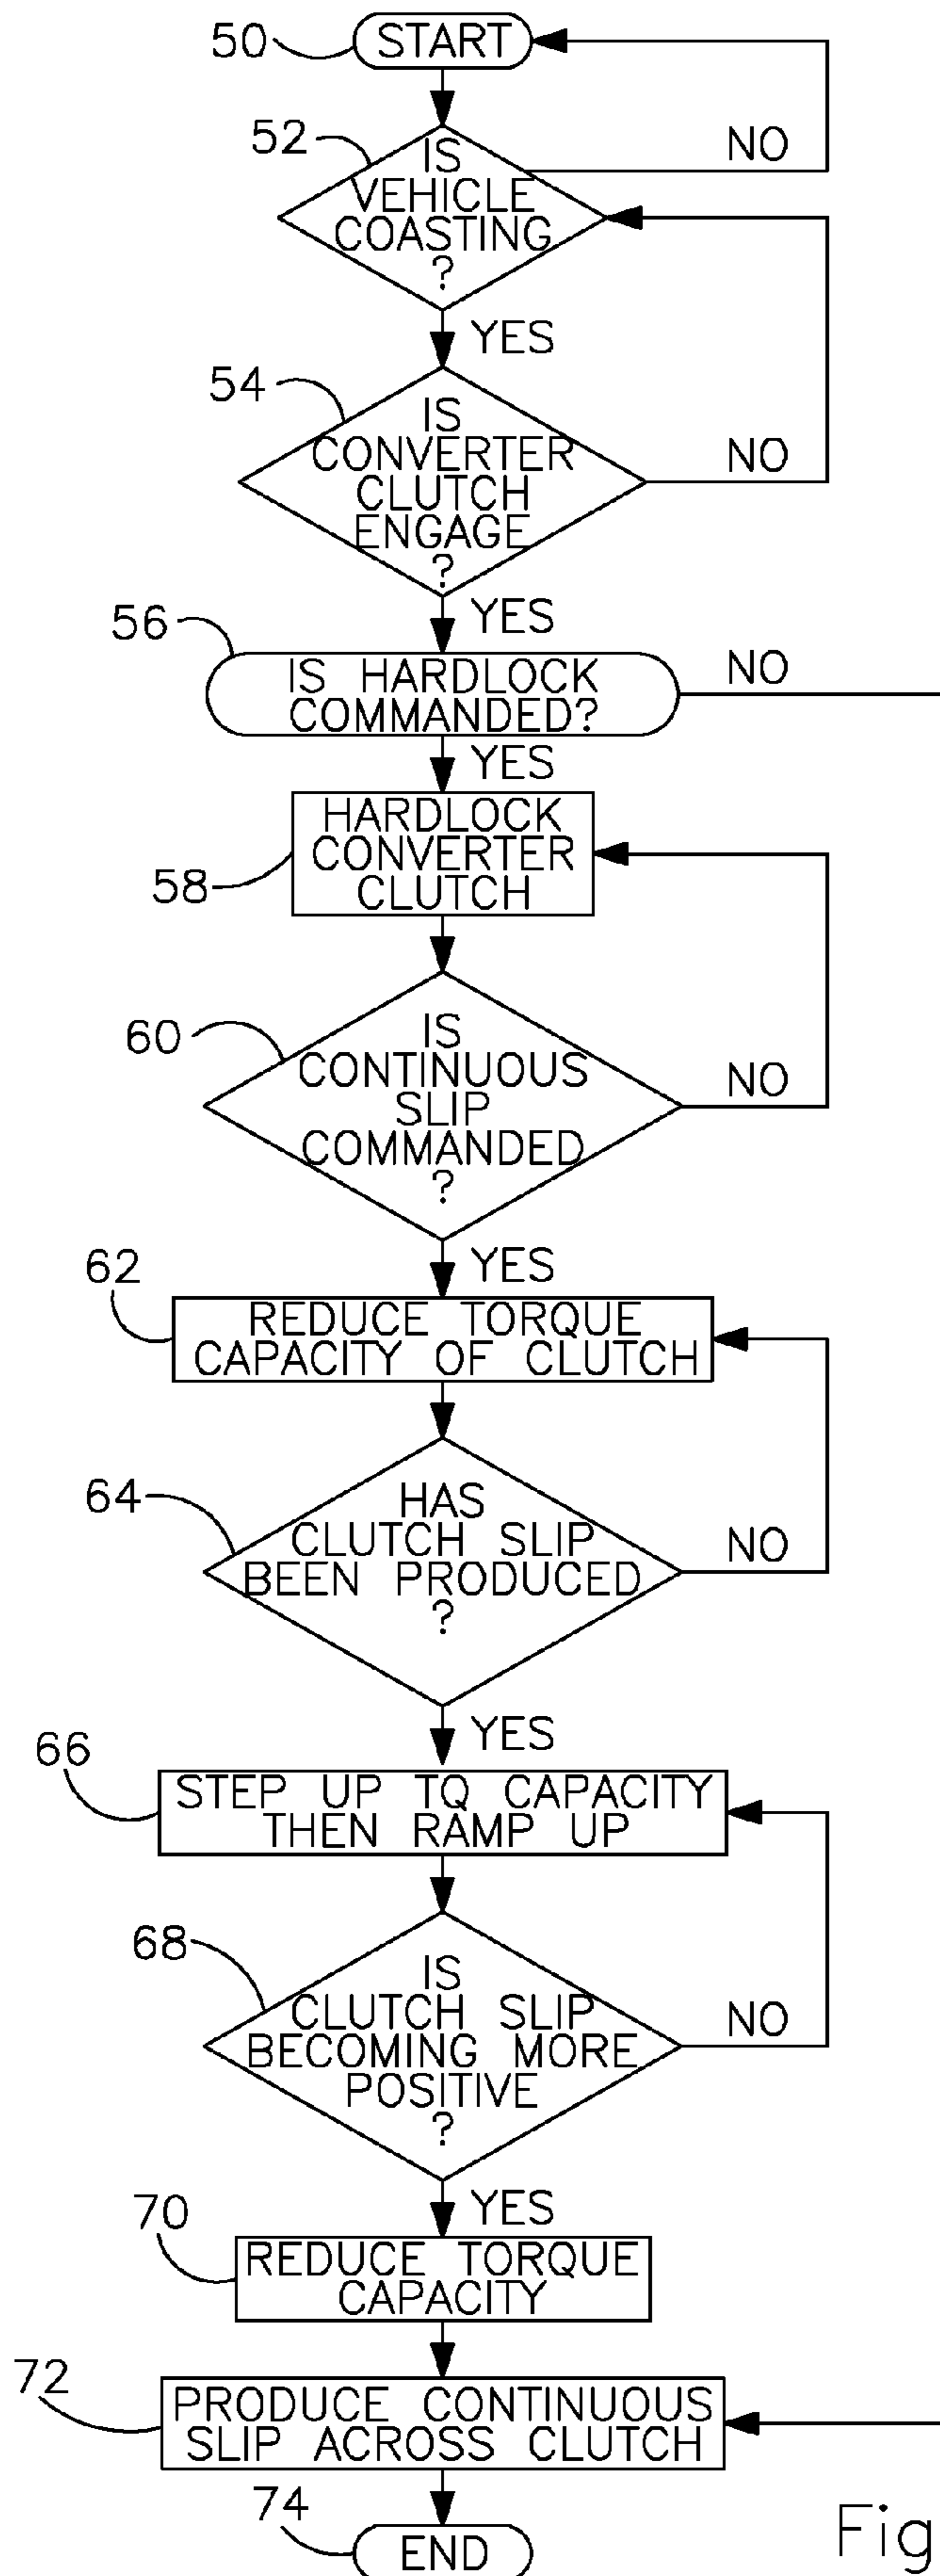 50
START
52
IS
VEHICLE
COASTING
?
NO
YES
54
IS
CONVERTER
CLUTCH
ENGAGE
?
NO
YES
56
IS HARDLOCK
COMMANDED?
NO
YES
58
HARDLOCK
CONVERTER
CLUTCH
60
IS
CONTINUOUS
SLIP
COMMANDED
?
NO
YES
62
REDUCE TORQUE
CAPACITY OF CLUTCH
64
HAS
CLUTCH SLIP
BEEN PRODUCED
?
NO
YES
66
STEP UP TQ CAPACITY
THEN RAMP UP
68
IS
CLUTCH SLIP
BECOMING MORE
POSITIVE
?
NO
YES
70
REDUCE TORQUE
CAPACITY
72
PRODUCE CONTINUOUS
SLIP ACROSS CLUTCH
74
END
Fig